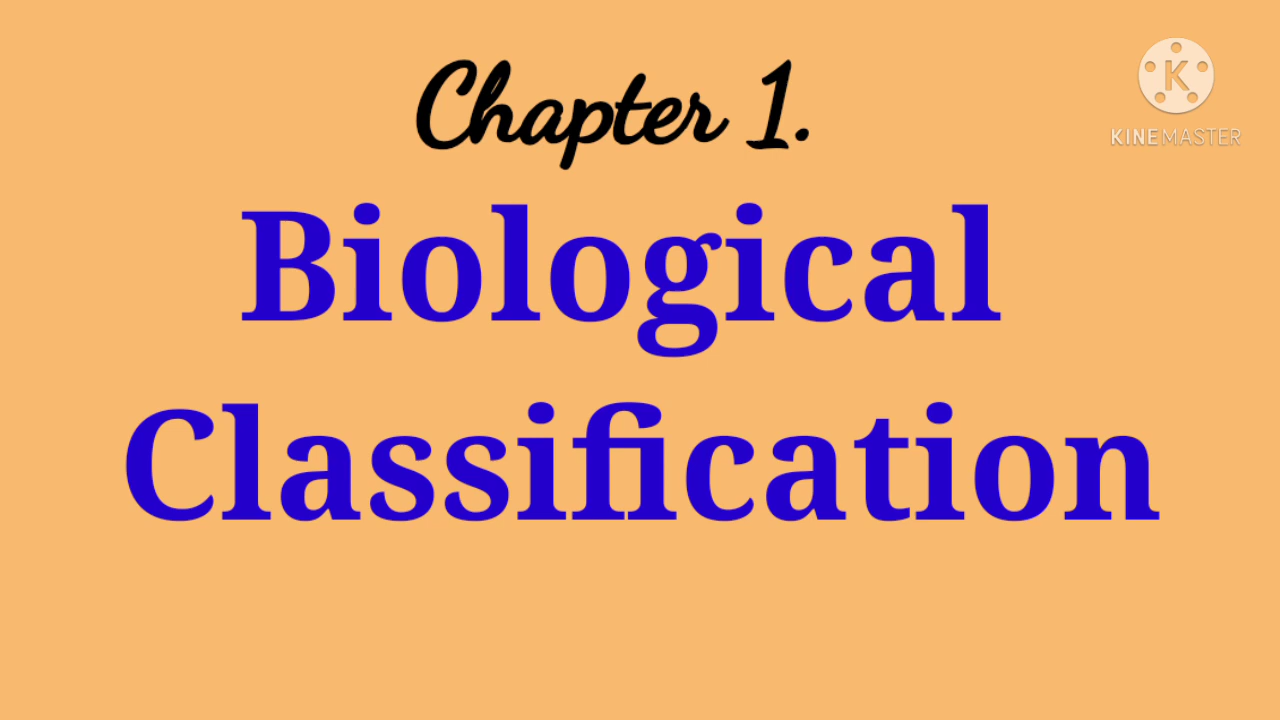 Chapter 1.
K
KINEMASTER
Biological
Classification